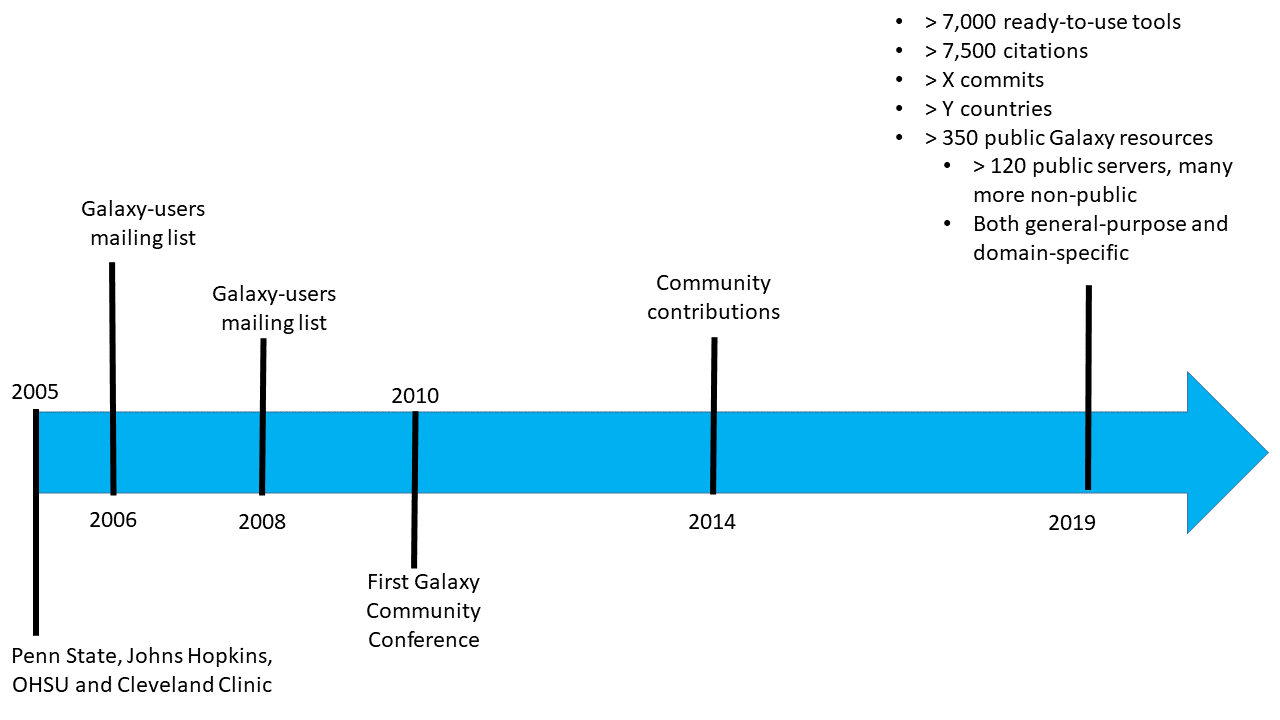 • > 7,000 ready-to-use tools
• > 7,500 citations
• > X commits
• > Y countries
• > 350 public Galaxy resources
• > 120 public servers, many
more non-public
• Both general-purpose and
domain-specific
Galaxy-users
mailing list
Galaxy-users
mailing list
Community
contributions
2005
2010
2006
2008
2014
2019
First Galaxy
Community
Conference
Penn State, Johns Hopkins,
OHSU and Cleveland Clinic